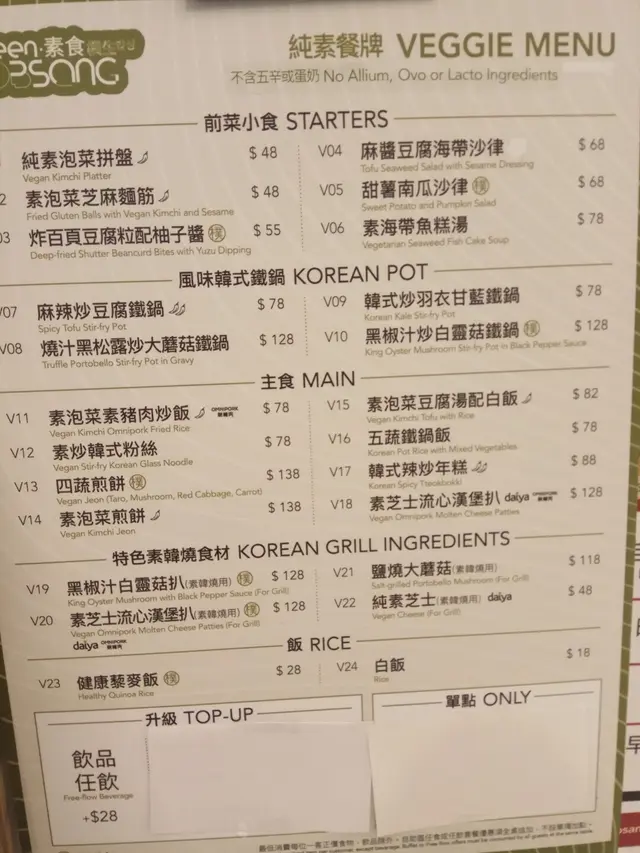 素食
純素餐牌 VEGGIE MENU
不含五辛或蛋奶 No Allium, Ovo or Lacto Ingredients
前菜小食 STARTERS
純素泡菜拼盤 $ 48
Vegan Kimchi Platter
素泡菜芝麻麵筋 $ 48
Fried Gluten Balls with Vegan Kimchi and Sesame
炸百頁豆腐粒配柚子醬 $ 55
Deep-fried Shutter Beancurd Bites with Yuzu Dipping
V04 麻醬豆腐海帶沙律 $ 68
Tofu Seaweed Salad with Sesame Dressing
V05 甜薯南瓜沙律 $ 68
Sweet Potato and Pumpkin Salad
V06 素海帶魚糕湯 $ 78
Vegetarian Seaweed Fish Cake Soup
風味韓式鐵鍋 KOREAN POT
V07 麻辣炒豆腐鐵鍋 $ 78
Spicy Tofu Stir-fry Pot
V08 燒汁黑松露炒大蘑菇鐵鍋 $ 128
Truffle Portobello Stir-fry Pot in Gravy
V09 韓式炒羽衣甘藍鐵鍋 $ 78
Korean Kale Stir-fry Pot
V10 黑椒汁炒白靈菇鐵鍋 $ 128
King Oyster Mushroom Stir-fry Pot in Black Pepper Sauce
主食 MAIN
V11 素泡菜素豬肉炒飯 OMNIPORK $ 78
Vegan Kimchi Omnipork Fried Rice
V12 素炒韓式粉絲 $ 78
Vegan Stir-fry Korean Glass Noodle
V13 四蔬煎餅 $ 138
Vegan Jeon (Taro, Mushroom, Red Cabbage, Carrot)
V14 素泡菜煎餅 $ 138
Vegan Kimchi Jeon
V15 素泡菜豆腐湯配白飯 $ 82
Vegan Kimchi Tofu with Rice
V16 五蔬鐵鍋飯 $ 78
Korean Pot Rice with Mixed Vegetables
V17 韓式辣炒年糕 $ 88
Korean Spicy Tteokbokki
V18 素芝士流心漢堡扒 daiya OMNIPORK $ 128
Vegan Omnipork Molten Cheese Patties
特色素韓燒食材 KOREAN GRILL INGREDIENTS
V19 黑椒汁白靈菇扒(素韓燒用) $ 128
King Oyster Mushroom with Black Pepper Sauce (For Grill)
V20 素芝士流心漢堡扒(素韓燒用) $ 128
Vegan Omnipork Molten Cheese Patties (For Grill)
daiya OMNIPORK
V21 鹽燒大蘑菇(素韓燒用) $ 118
Salt-grilled Portobello Mushroom (For Grill)
V22 純素芝士(素韓燒用) daiya $ 48
Vegan Cheese (For Grill)
飯 RICE
V23 健康藜麥飯 $ 28
Healthy Quinoa Rice
V24 白飯 $ 18
Rice
升級 TOP-UP
飲品
任飲
Free-flow Beverage
+$28
單點 ONLY